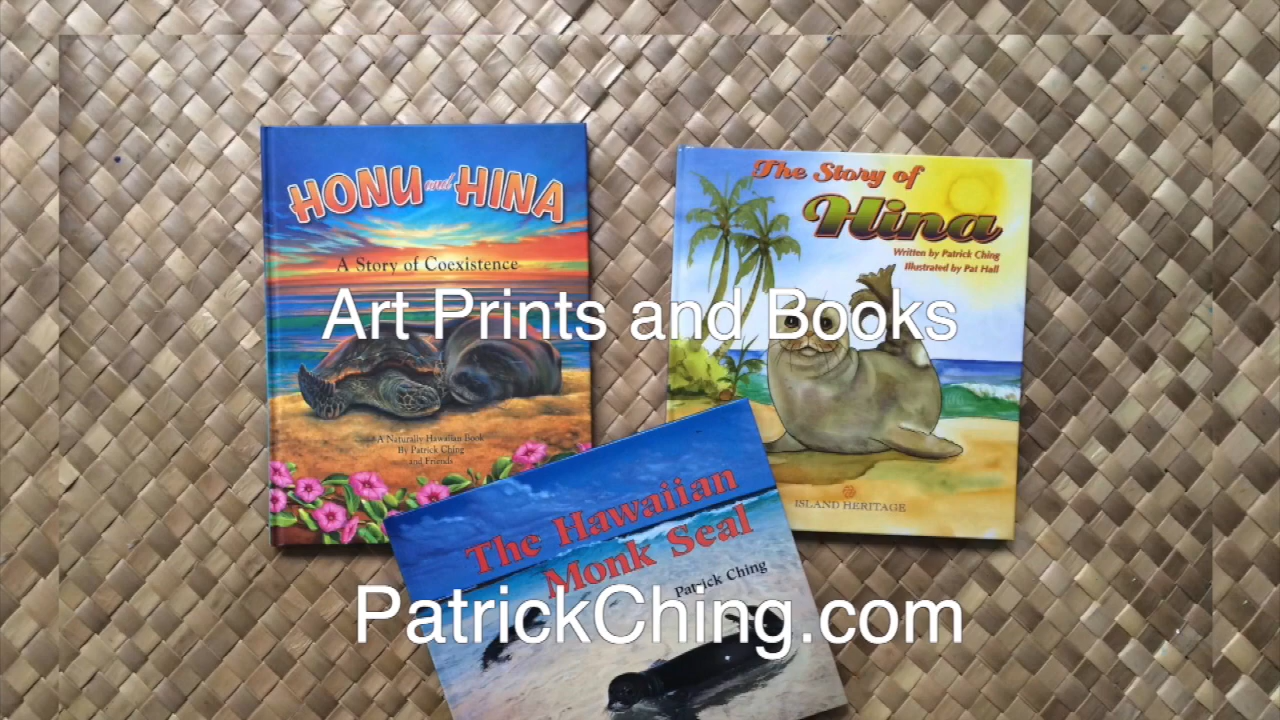 HONU and HINA
A Story of Coexistence
A Naturally Hawaiian Book
By Patrick Ching
and Friends
The Story of
Hina
Written by Patrick Ching
Illustrated by Pat Hall
ISLAND HERITAGE
Art Prints and Books
The Hawaiian
Monk Seal
Patrick Ching
PatrickChing.com